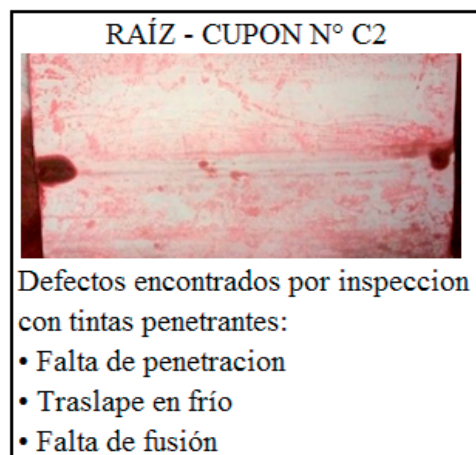 RAÍZ - CUPON N° C2
Defectos encontrados por inspeccion
con tintas penetrantes:
• Falta de penetracion
• Traslape en frío
• Falta de fusión